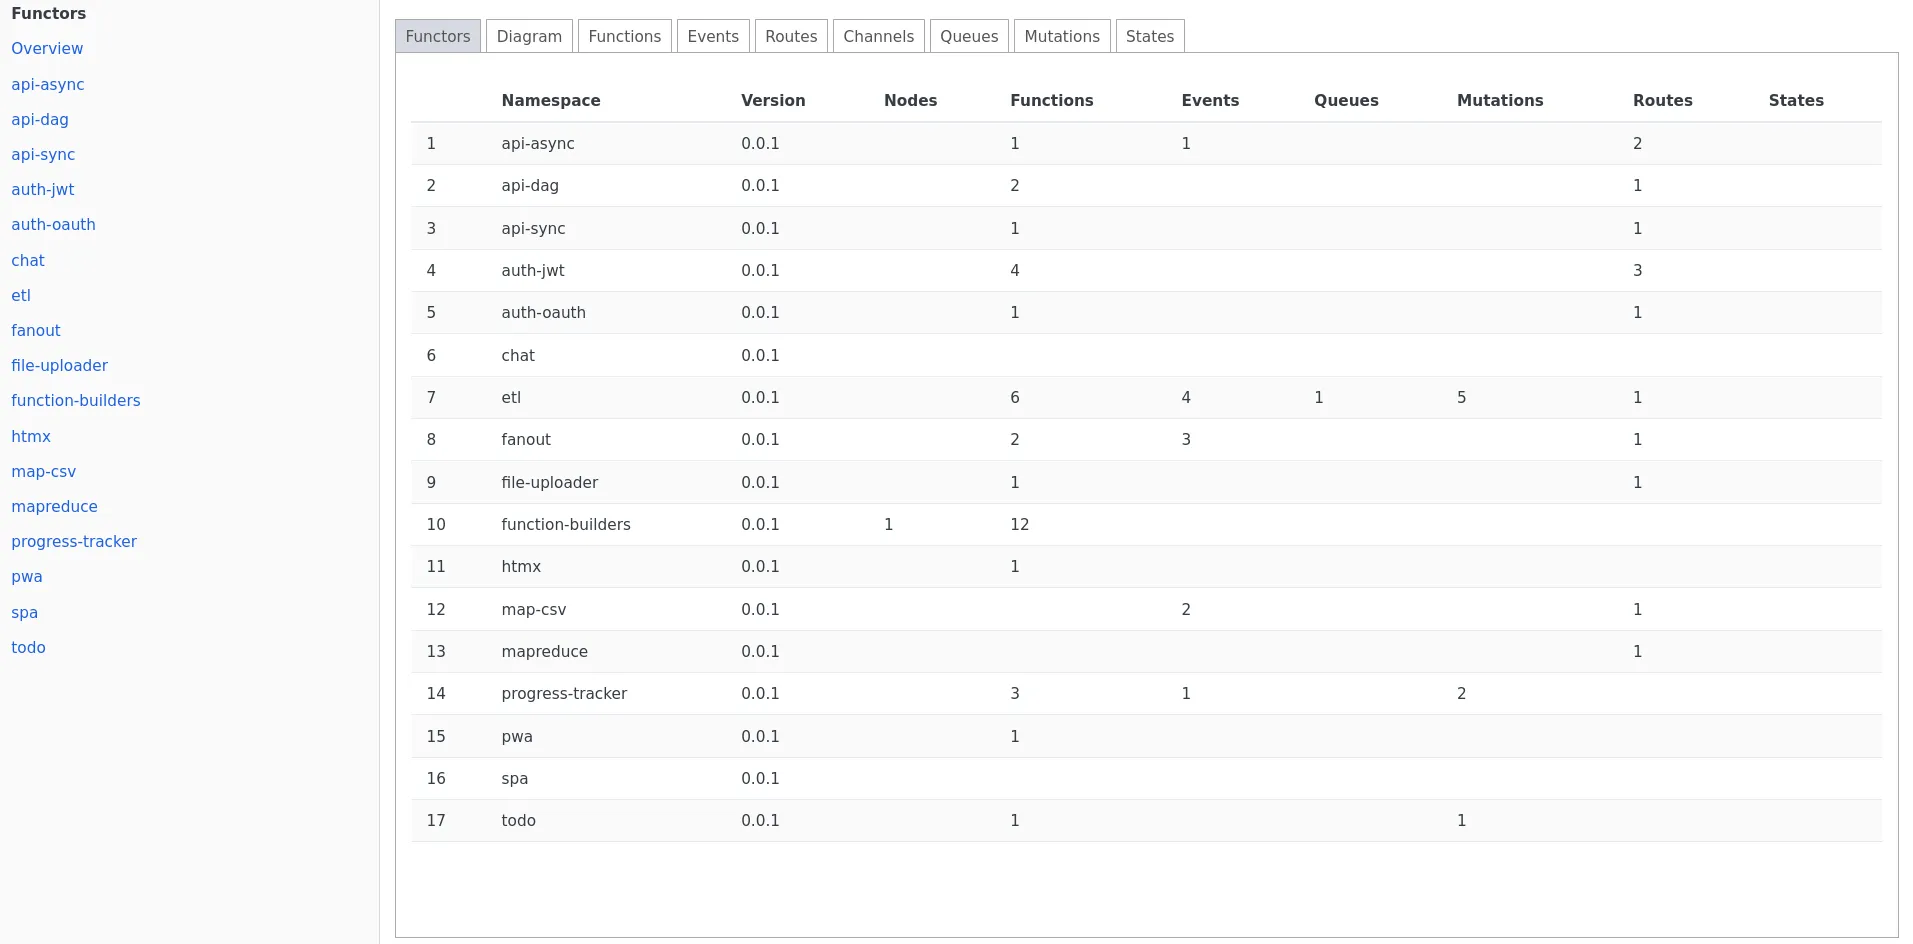 Functors
Overview
api-async
api-dag
api-sync
auth-jwt
auth-oauth
chat
etl
fanout
file-uploader
function-builders
htmx
map-csv
mapreduce
progress-tracker
pwa
spa
todo
Functors Diagram Functions Events Routes Channels Queues Mutations States
Namespace Version Nodes Functions Events Queues Mutations Routes States
1 api-async 0.0.1 1 1 2
2 api-dag 0.0.1 2 1
3 api-sync 0.0.1 1 1
4 auth-jwt 0.0.1 4 3
5 auth-oauth 0.0.1 1 1
6 chat 0.0.1
7 etl 0.0.1 6 4 1 5 1
8 fanout 0.0.1 2 3 1
9 file-uploader 0.0.1 1 1
10 function-builders 0.0.1 1 12
11 htmx 0.0.1 1
12 map-csv 0.0.1 2 1
13 mapreduce 0.0.1 1
14 progress-tracker 0.0.1 3 1 2
15 pwa 0.0.1 1
16 spa 0.0.1
17 todo 0.0.1 1 1